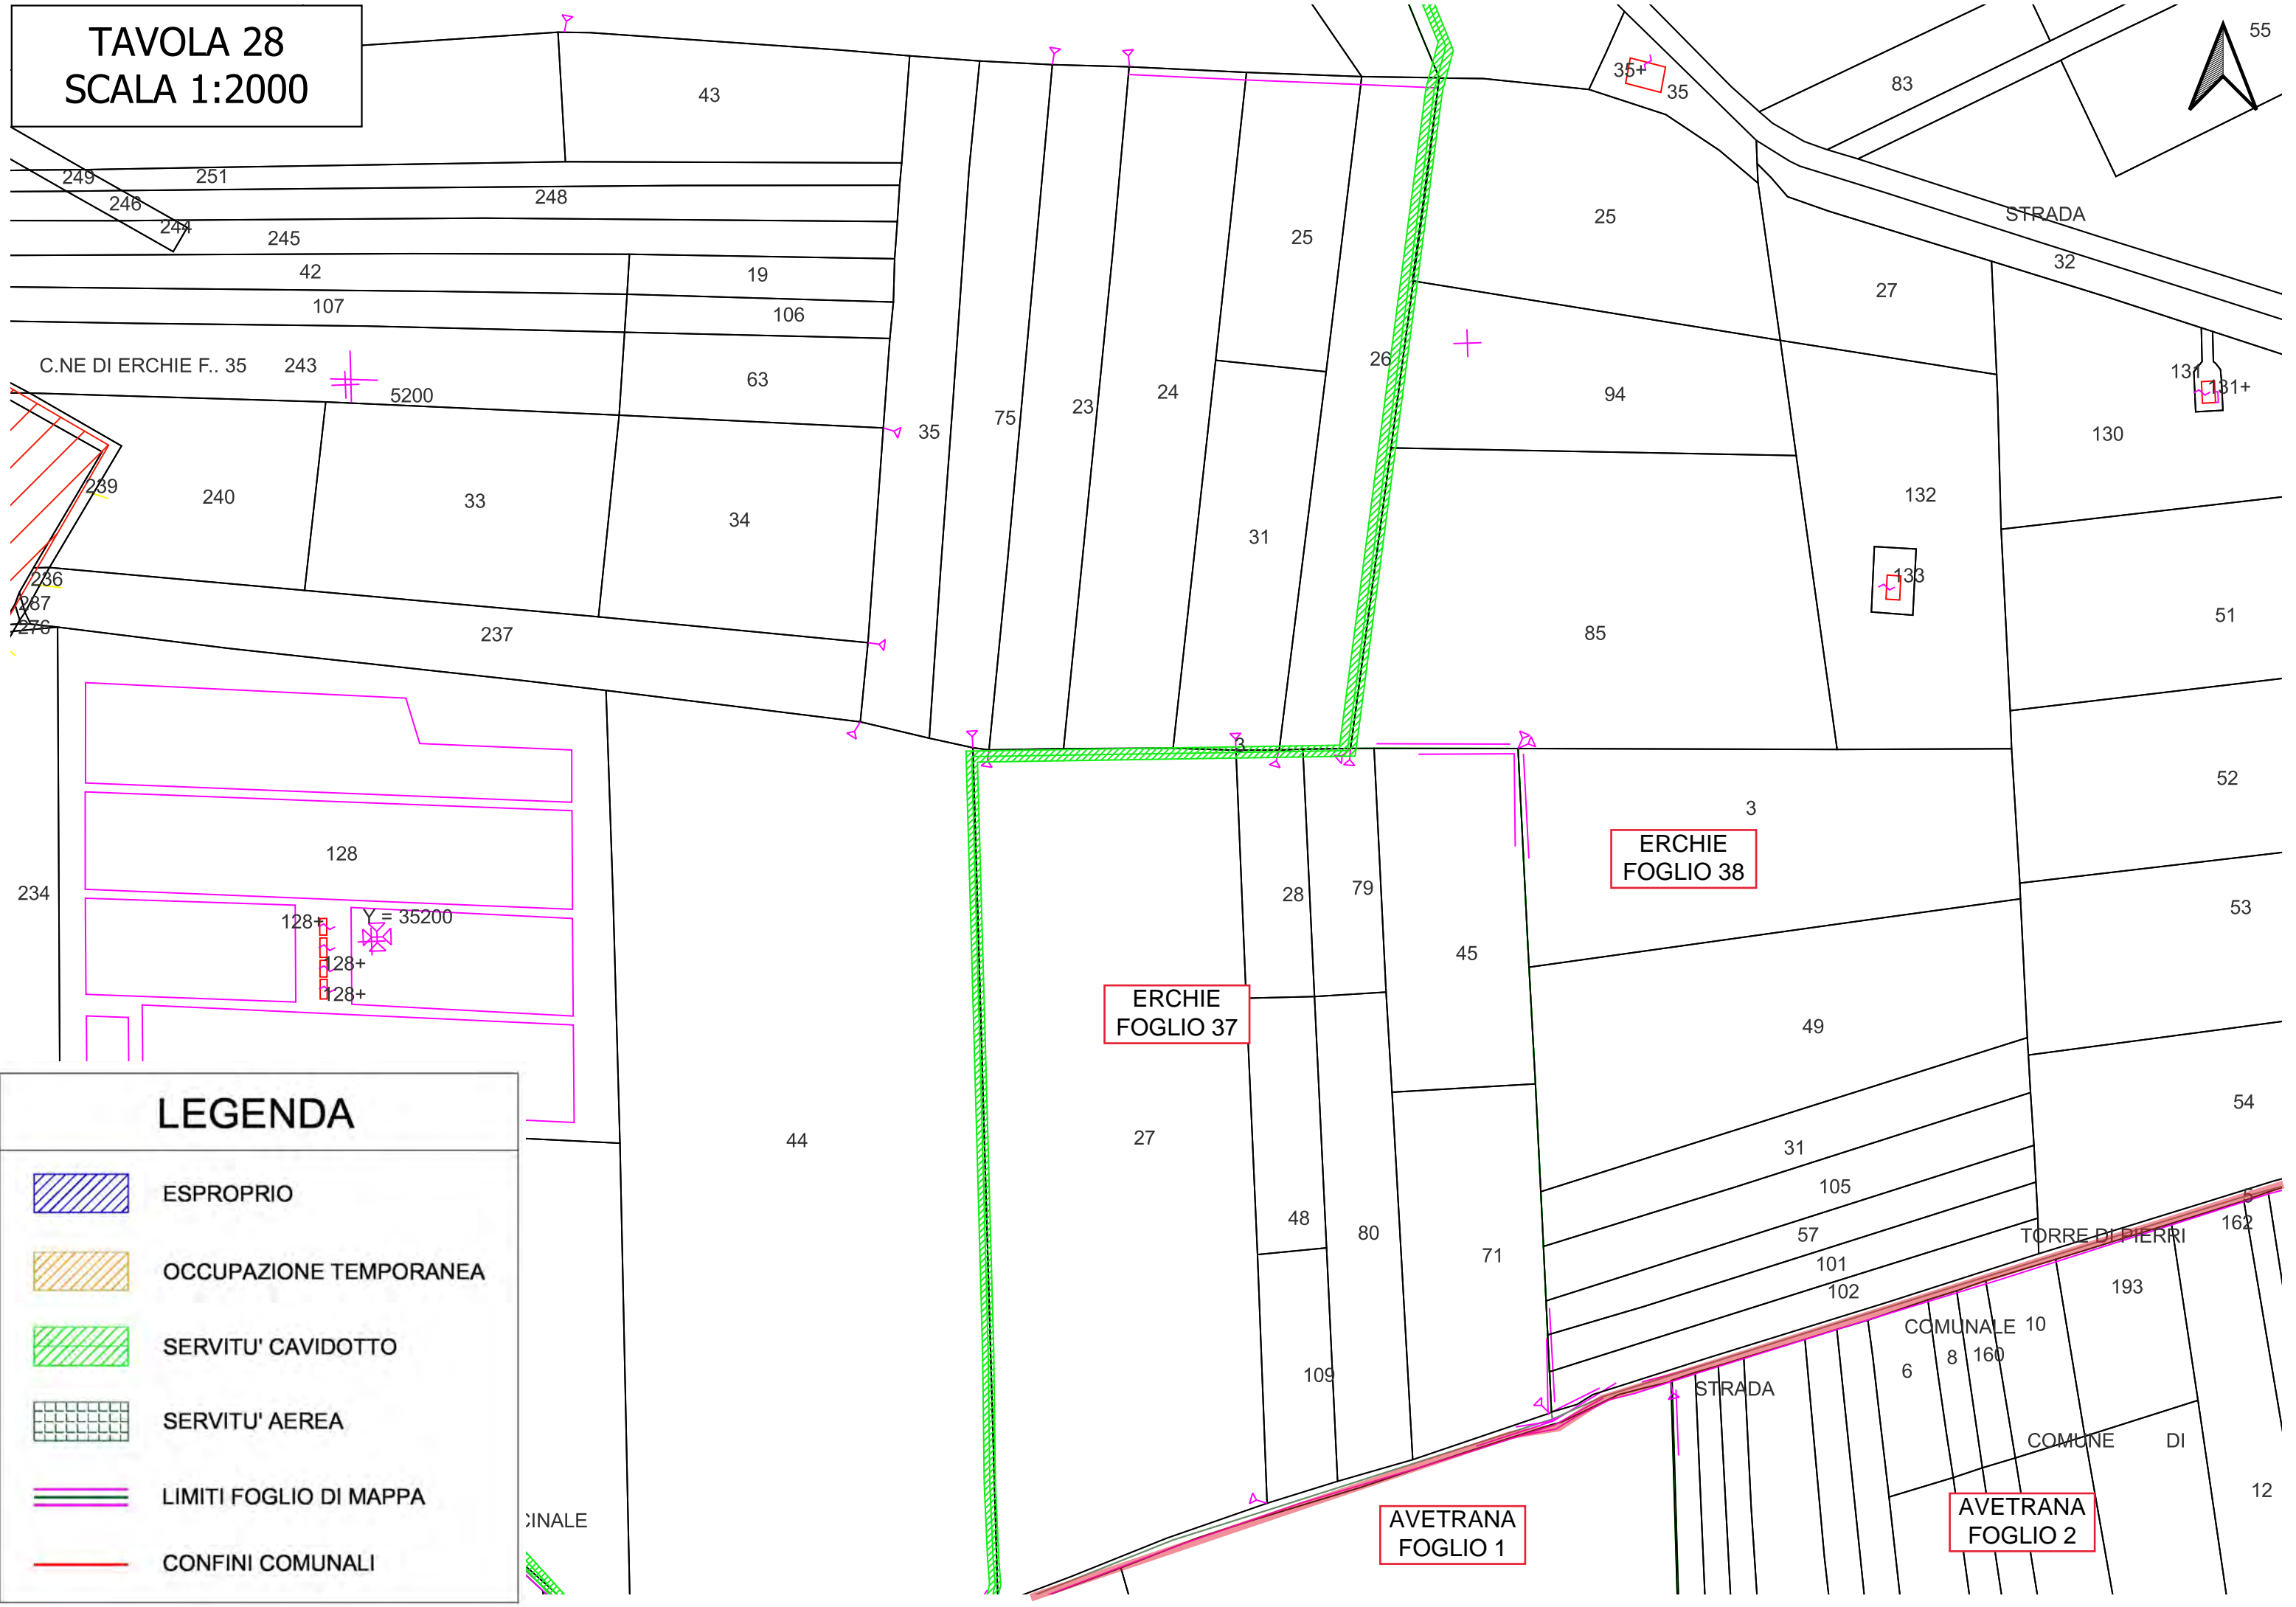 TAVOLA 28
SCALA 1:2000
55
43
35+
35
83
249
251
246
248
244
245
25
25
STRADA
42
19
32
27
107
106
C.NE DI ERCHIE F.. 35
243
5200
63
26
94
131
131+
35
75
23
24
130
239
240
33
34
31
132
236
287
276
237
133
85
51
3
52
3
128
ERCHIE
FOGLIO 38
234
28
79
53
128+
Y = 35200
128+
128+
45
ERCHIE
FOGLIO 37
49
54
44
27
31
105
48
80
71
57
101
102
5
162
TORRE DI PIERRI
193
COMUNALE
10
6
8
160
109
STRADA
COMUNE
DI
12
AVETRANA
FOGLIO 1
AVETRANA
FOGLIO 2
CINALE
LEGENDA
ESPROPRIO
OCCUPAZIONE TEMPORANEA
SERVITU' CAVIDOTTO
SERVITU' AEREA
LIMITI FOGLIO DI MAPPA
CONFINI COMUNALI